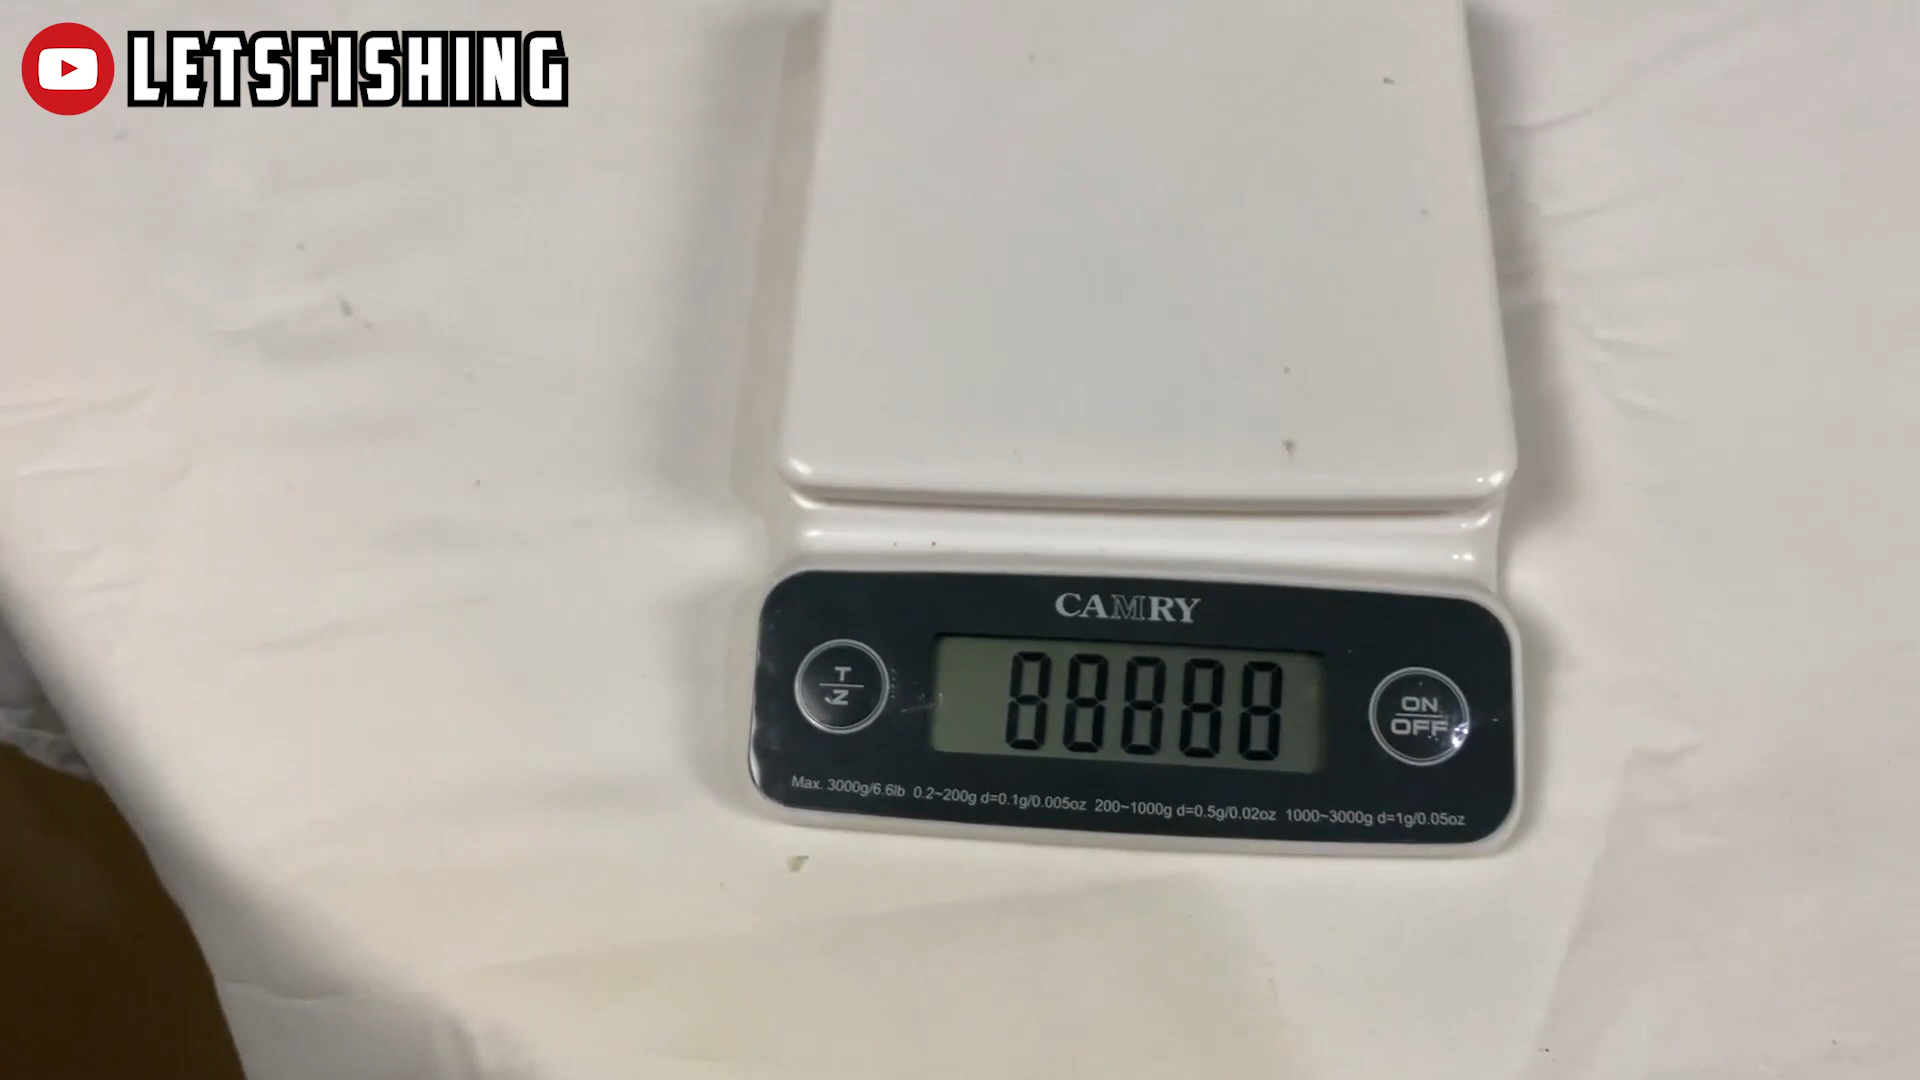 LETSFISHING
CAMRY
T
Z
88888
ON
OFF
Max. 3000g/6.6lb 0.2~200g d=0.1g/0.005oz 200~1000g d=0.5g/0.02oz 1000~3000g d=1g/0.05oz